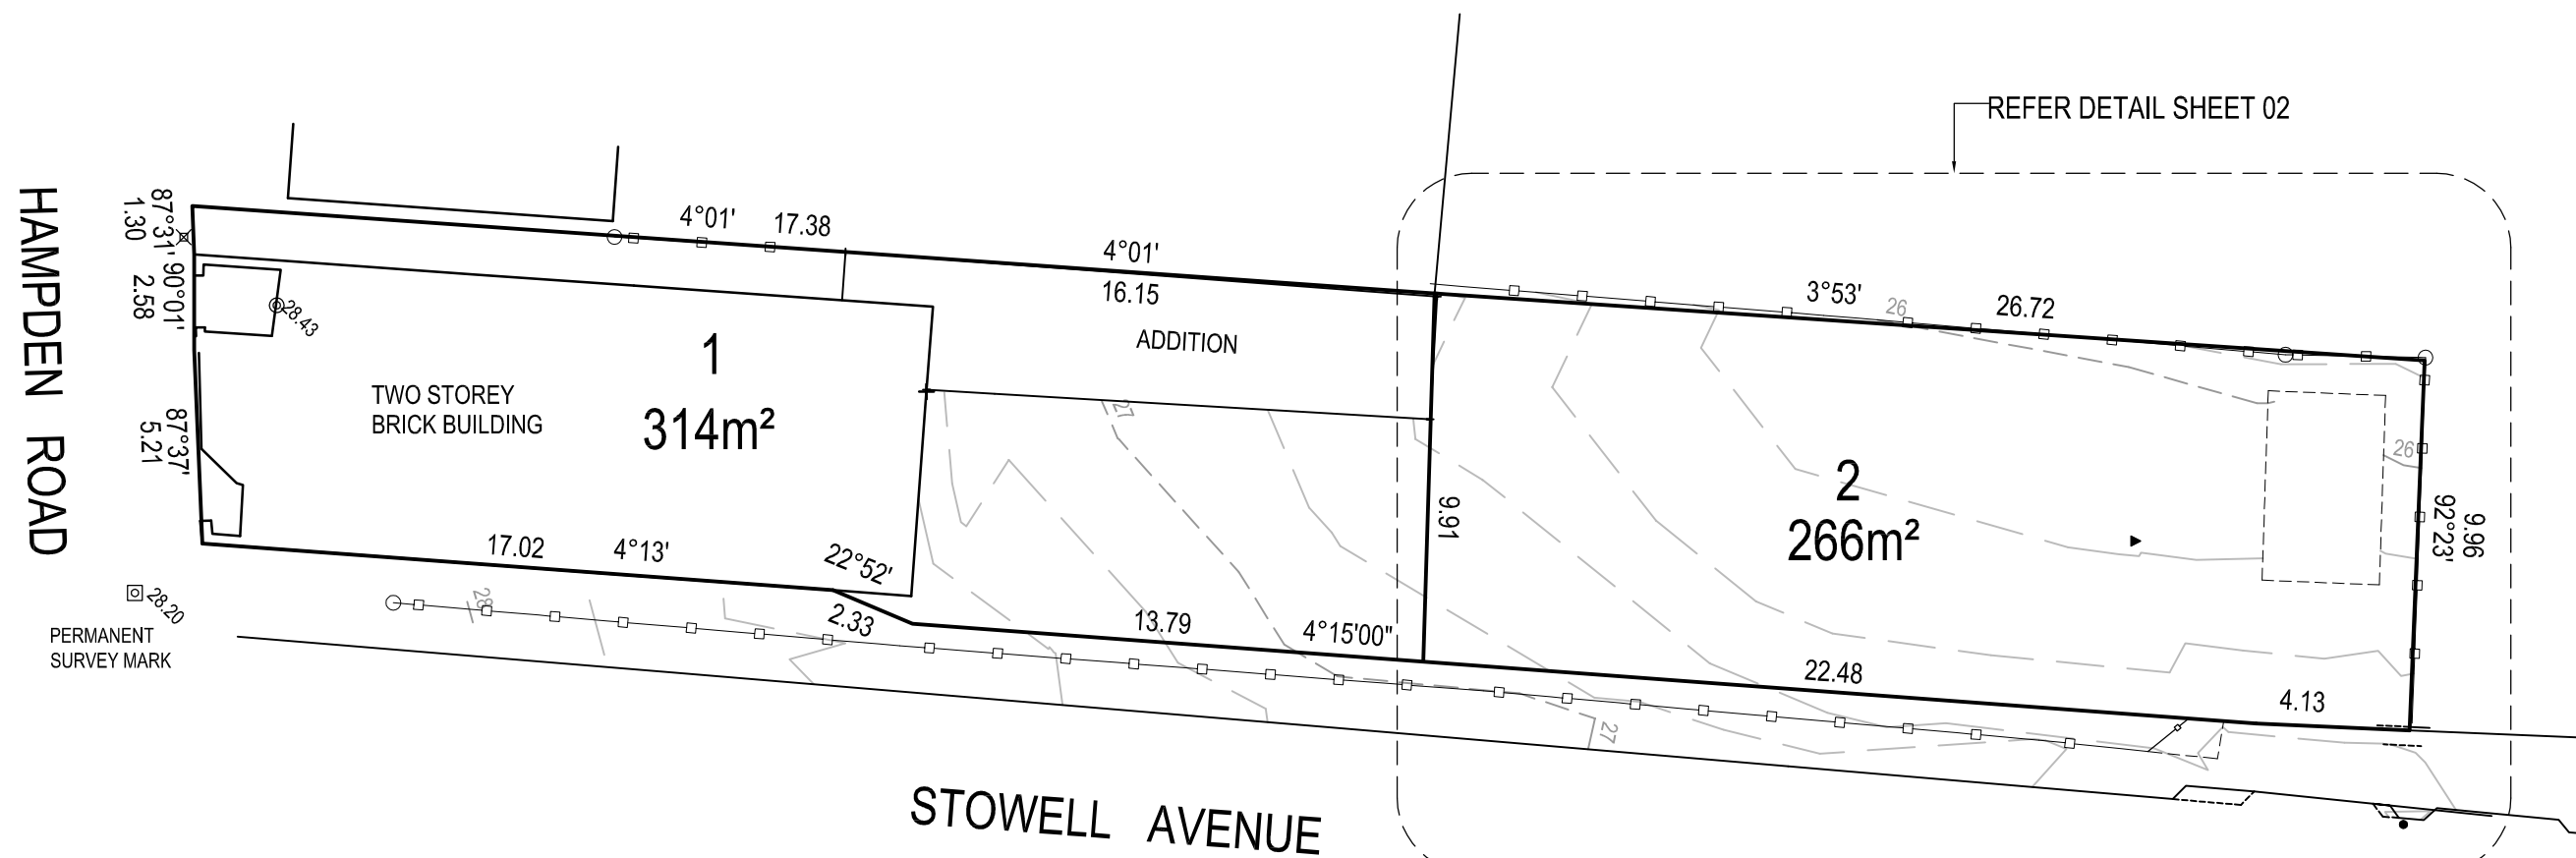 REFER DETAIL SHEET 02
HAMPDEN ROAD
87°31'
1.30
90°01'
2.58
87°37'
5.21
4°01' 17.38
4°01'
16.15
ADDITION
3°53'
26
26.72
28.43
1
314m²
TWO STOREY
BRICK BUILDING
27
2
266m²
26
9.91
9.96
92°23'
17.02 4°13' 22°52'
2.33
13.79
4°15'00"
22.48
4.13
28
28.20
PERMANENT
SURVEY MARK
27
STOWELL AVENUE